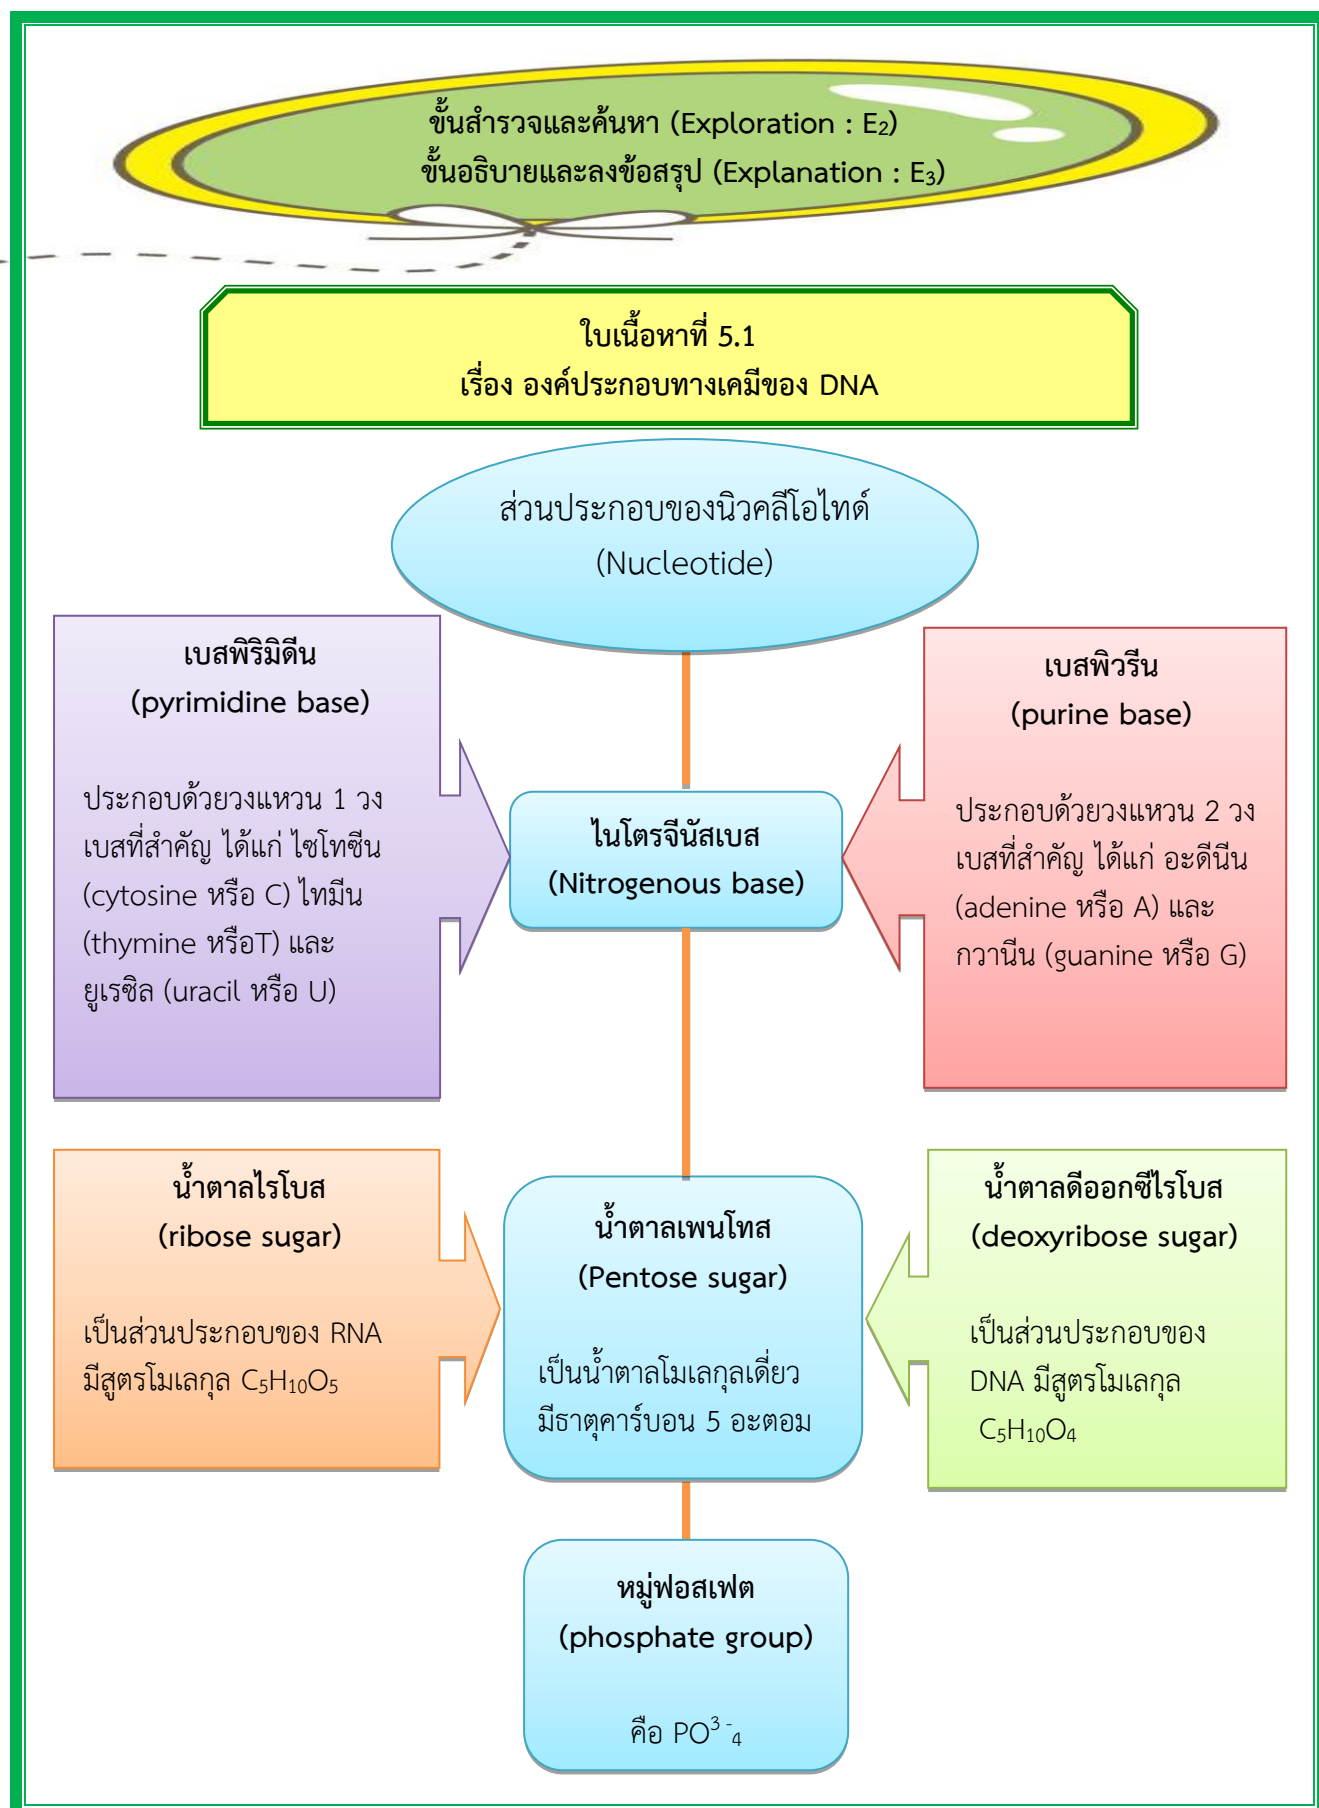 ขั้นสำรวจและค้นหา (Exploration : E₂)
ขั้นอธิบายและลงข้อสรุป (Explanation : E₃)
ใบเนื้อหาที่ 5.1
เรื่อง องค์ประกอบทางเคมีของ DNA
ส่วนประกอบของนิวคลีโอไทด์
(Nucleotide)
เบสพิริมิดีน
(pyrimidine base)
ประกอบด้วยวงแหวน 1 วง
เบสที่สำคัญ ได้แก่ ไซโทซีน
(cytosine หรือ C) ไทมีน
(thymine หรือT) และ
ยูเรซิล (uracil หรือ U)
ไนโตรจีนัสเบส
(Nitrogenous base)
เบสพิวรีน
(purine base)
ประกอบด้วยวงแหวน 2 วง
เบสที่สำคัญ ได้แก่ อะดีนีน
(adenine หรือ A) และ
กวานีน (guanine หรือ G)
น้ำตาลไรโบส
(ribose sugar)
เป็นส่วนประกอบของ RNA
มีสูตรโมเลกุล C₅H₁₀O₅
น้ำตาลเพนโทส
(Pentose sugar)
เป็นน้ำตาลโมเลกุลเดี่ยว
มีธาตุคาร์บอน 5 อะตอม
น้ำตาลดีออกซีไรโบส
(deoxyribose sugar)
เป็นส่วนประกอบของ
DNA มีสูตรโมเลกุล
C₅H₁₀O₄
หมู่ฟอสเฟต
(phosphate group)
คือ PO³⁻₄